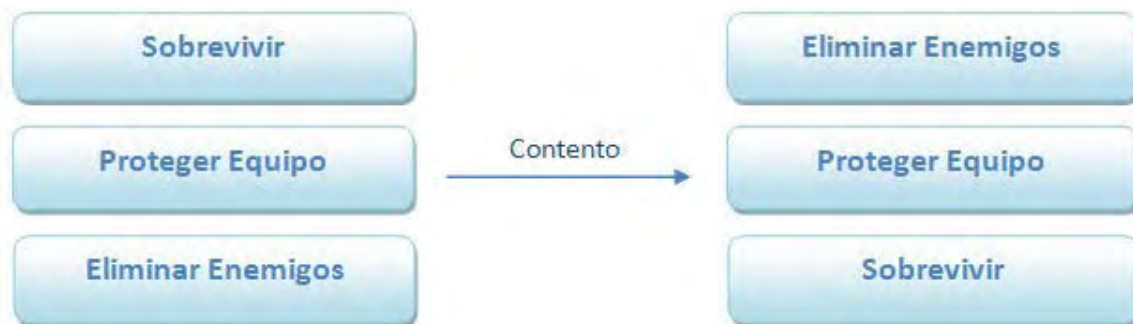 Sobrevivir
Proteger Equipo
Eliminar Enemigos
Contento
Eliminar Enemigos
Proteger Equipo
Sobrevivir